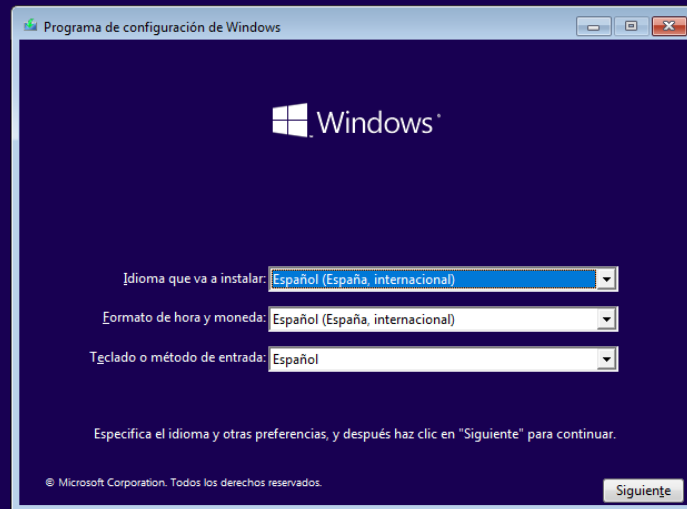 Programa de configuración de Windows
Windows
Idioma que va a instalar: Español (España, internacional)
Formato de hora y moneda: Español (España, internacional)
Teclado o método de entrada: Español
Especifica el idioma y otras preferencias, y después haz clic en "Siguiente" para continuar.
© Microsoft Corporation. Todos los derechos reservados.
Siguiente